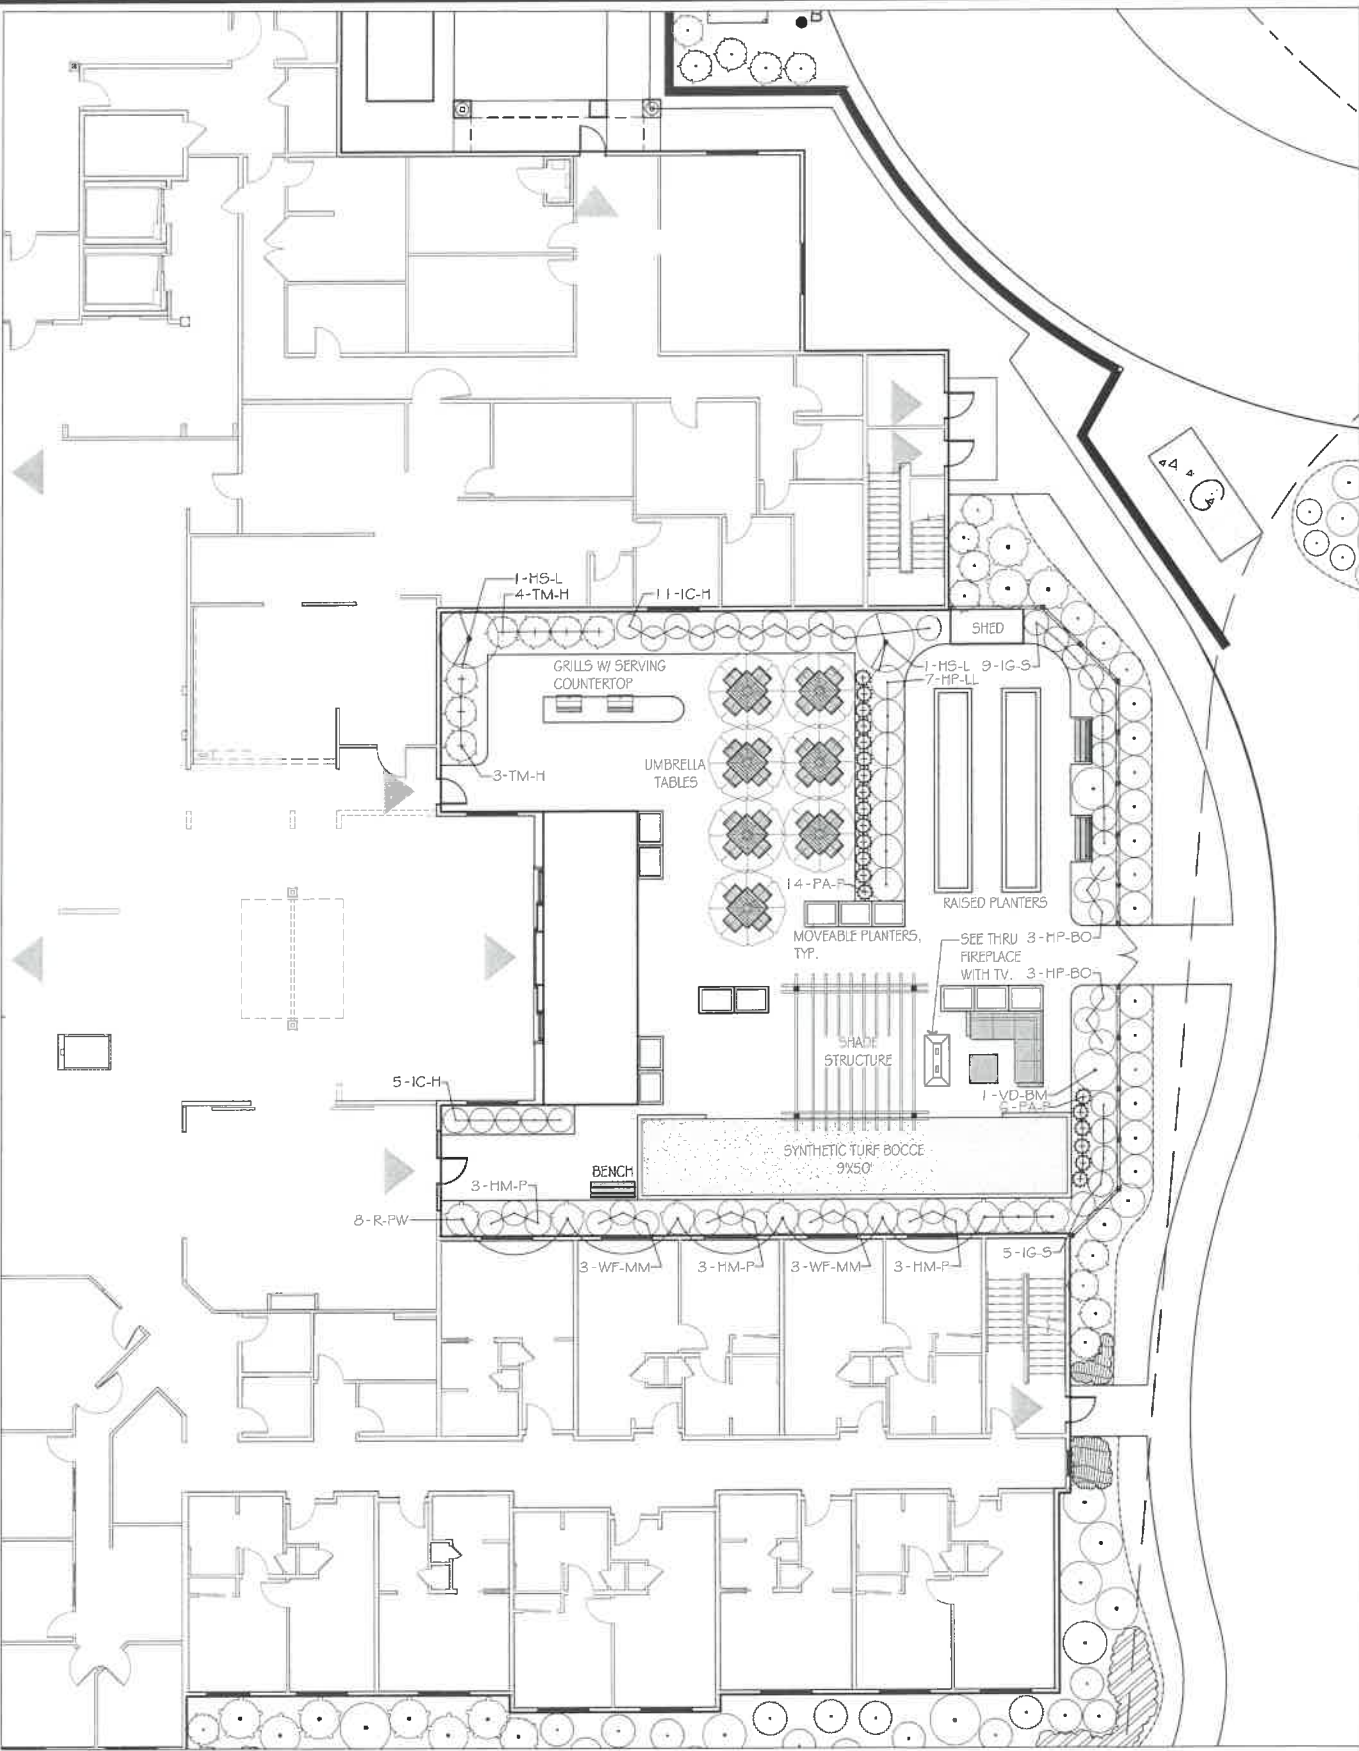 1-HS-L
4-TM-H
11-IC-H
SHED
GRILLS W/ SERVING
COUNTERTOP
1-HS-L 9-IG-S
7-HP-LL
UMBRELLA
TABLES
3-TM-H
14-PA-P
RAISED PLANTERS
MOVEABLE PLANTERS,
TYP.
SEE THRU
FIREPLACE
WITH TV.
3-HP-BO
3-HP-BO
SHADE
STRUCTURE
5-IC-H
1-VD-BM
6-PA-P
SYNTHETIC TURF BOCCE
9X50'
BENCH
3-HM-P
8-R-PW
5-IG-S
3-WF-MM
3-HM-P
3-WF-MM
3-HM-P